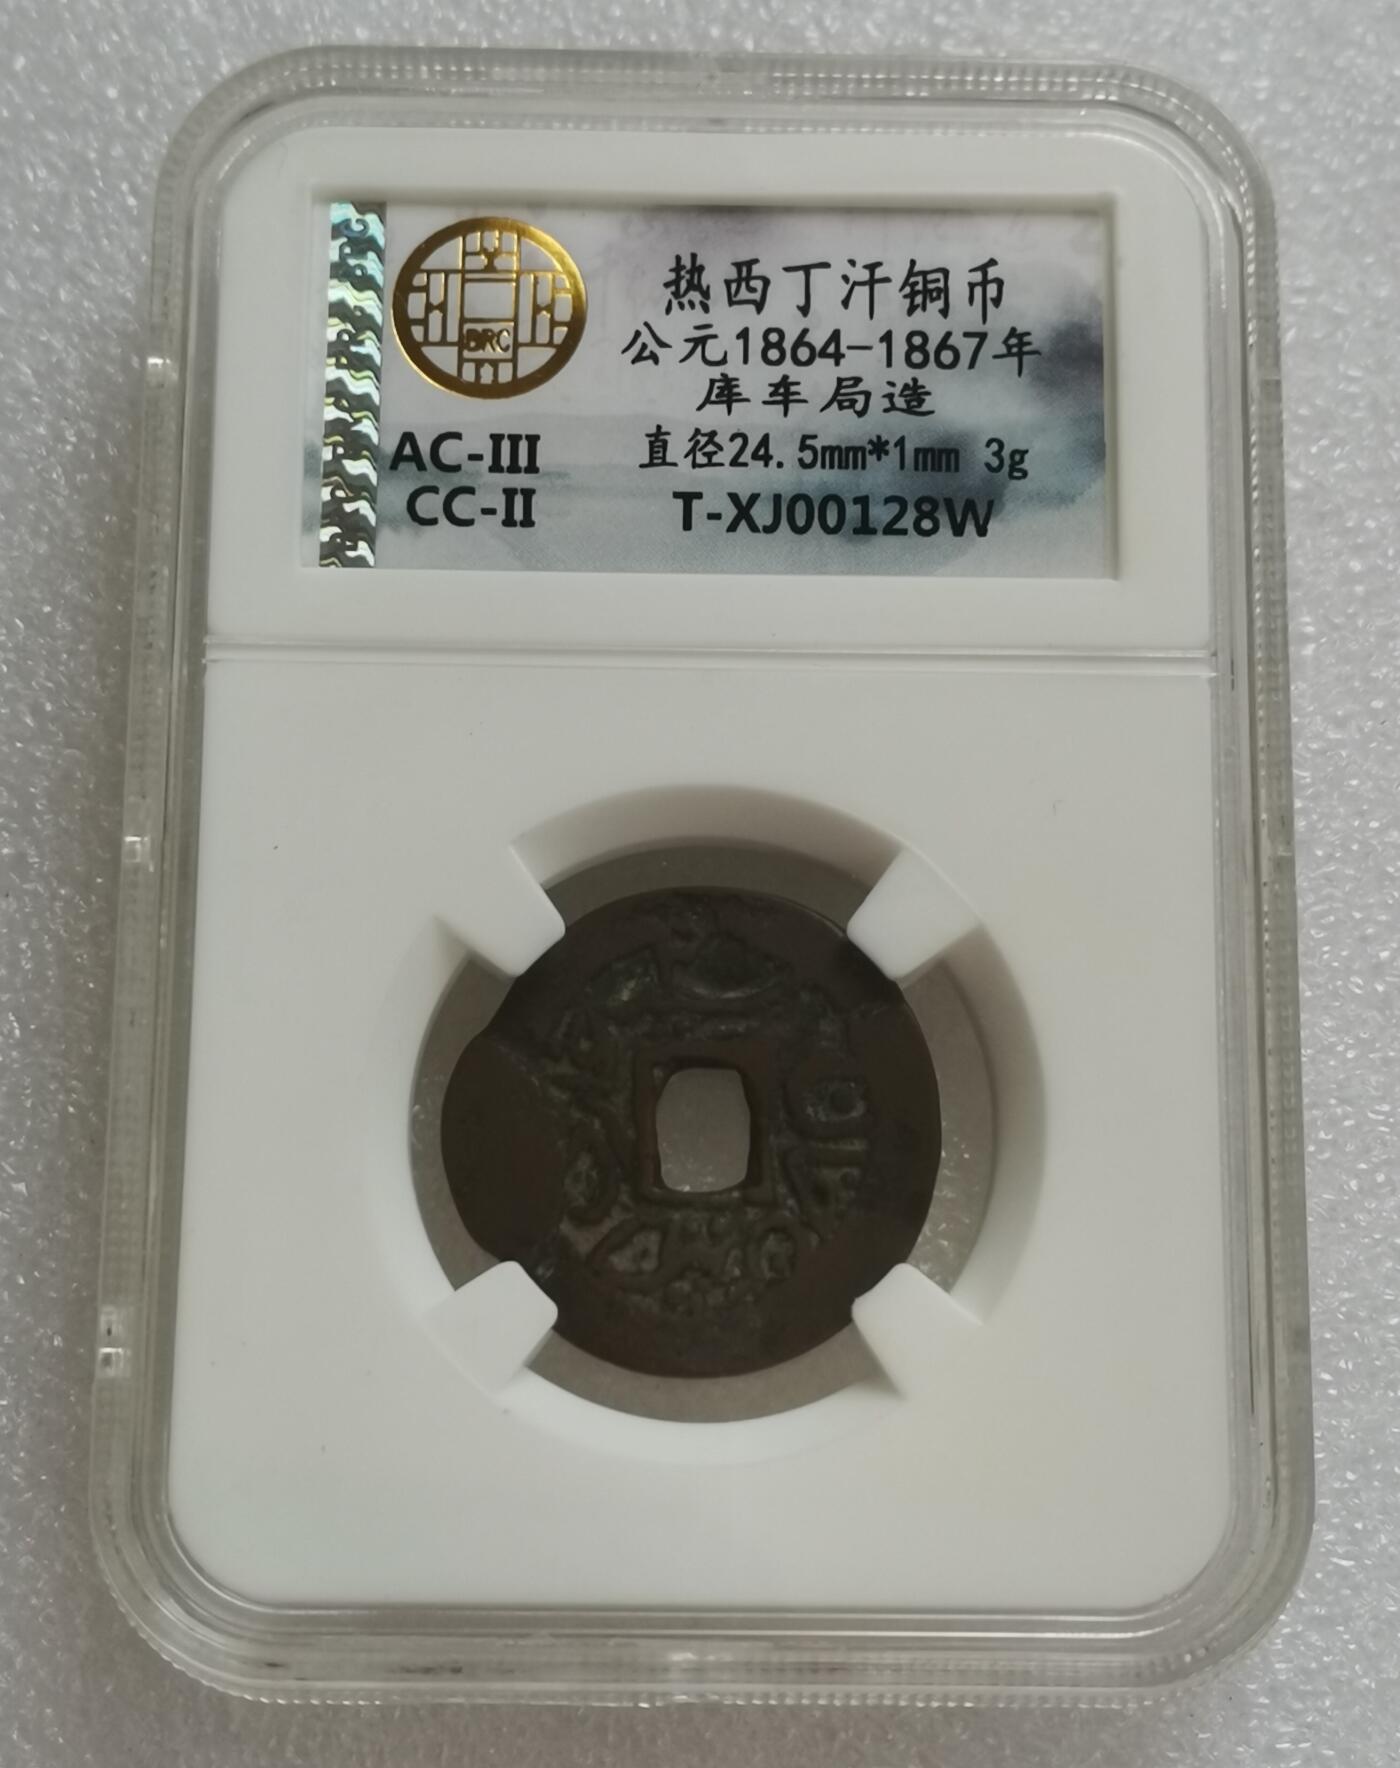 BRC
热西丁汗铜币
公元1864-1867年
库车局造
AC-III
直径24.5mm*1mm 3g
CC-II
T-XJ00128W